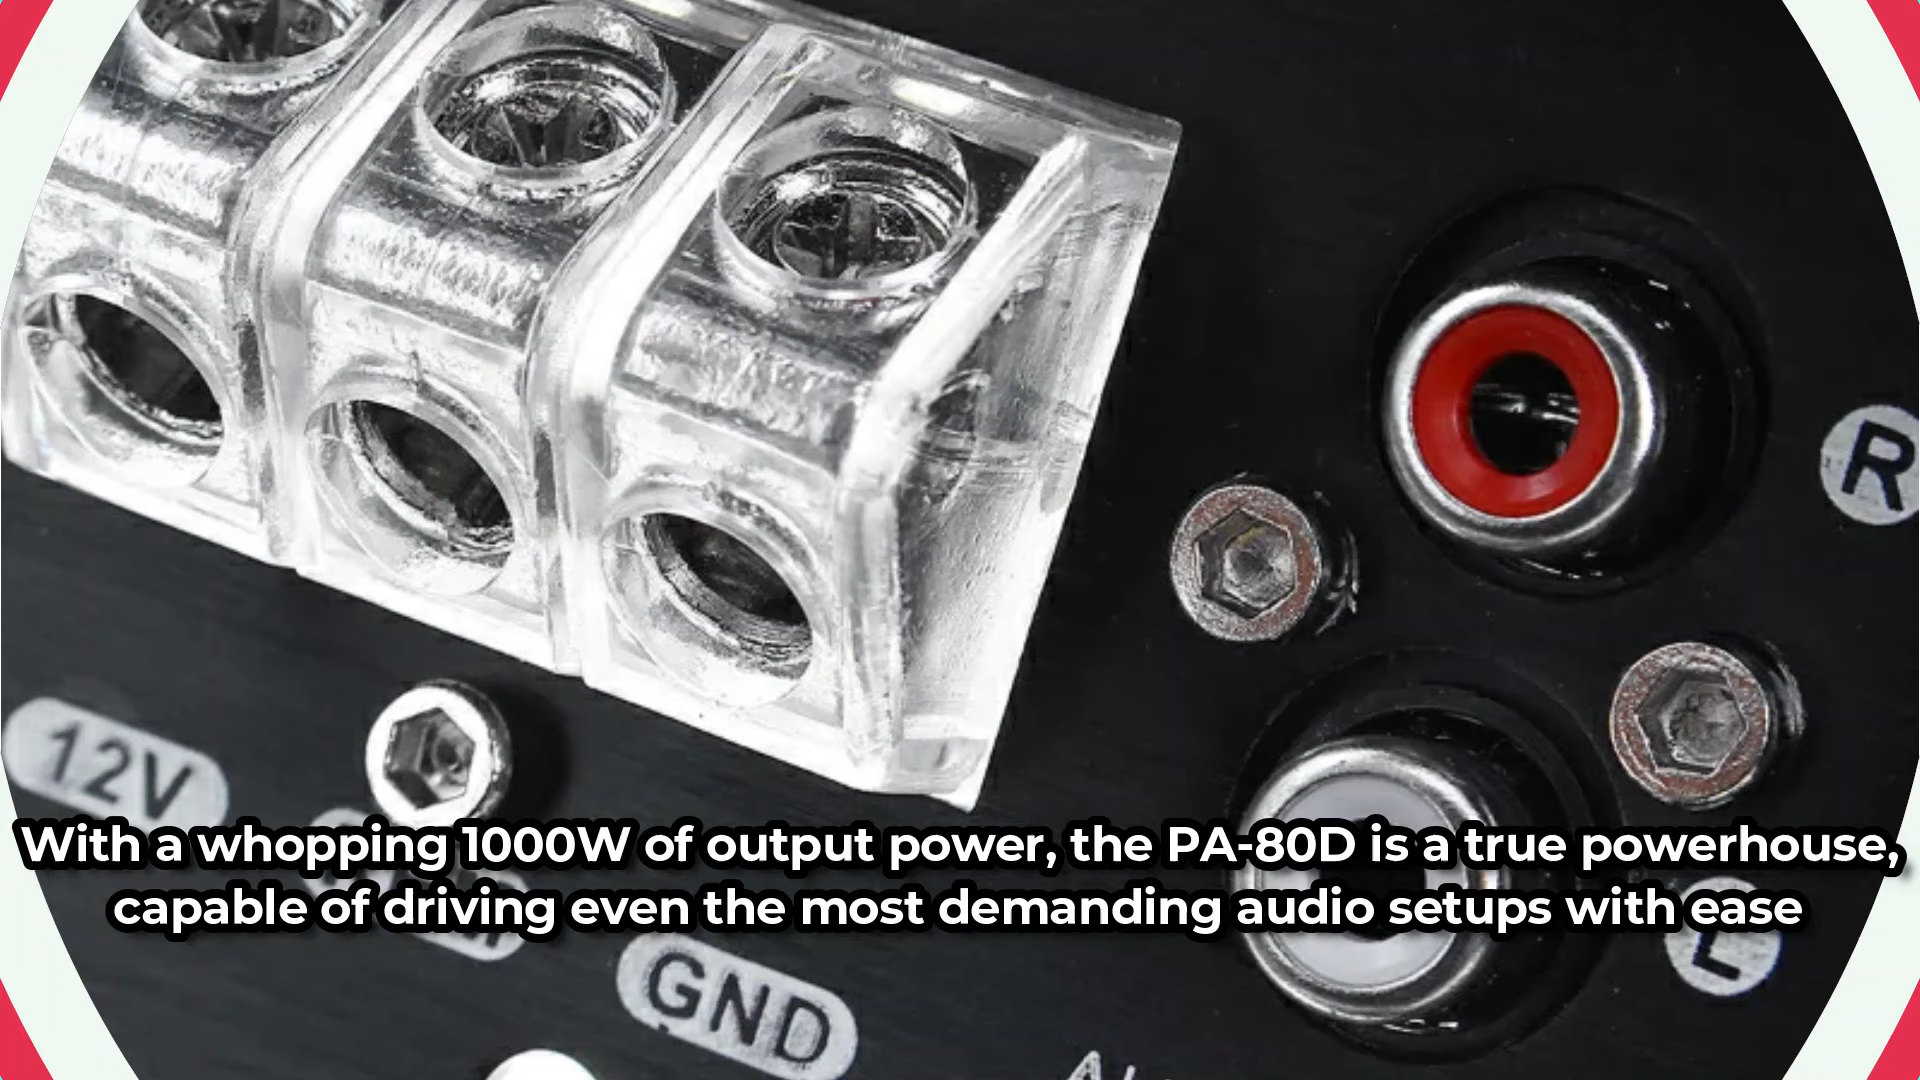 R
12V
With a whopping 1000W of output power, the PA-80D is a true powerhouse,
capable of driving even the most demanding audio setups with ease
L
GND